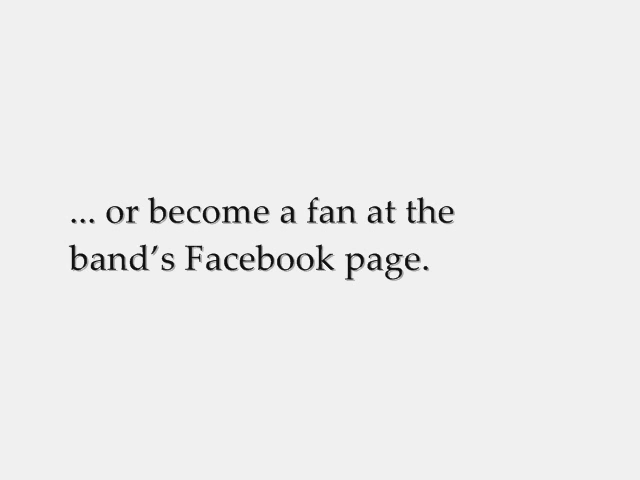 ... or become a fan at the
band’s Facebook page.